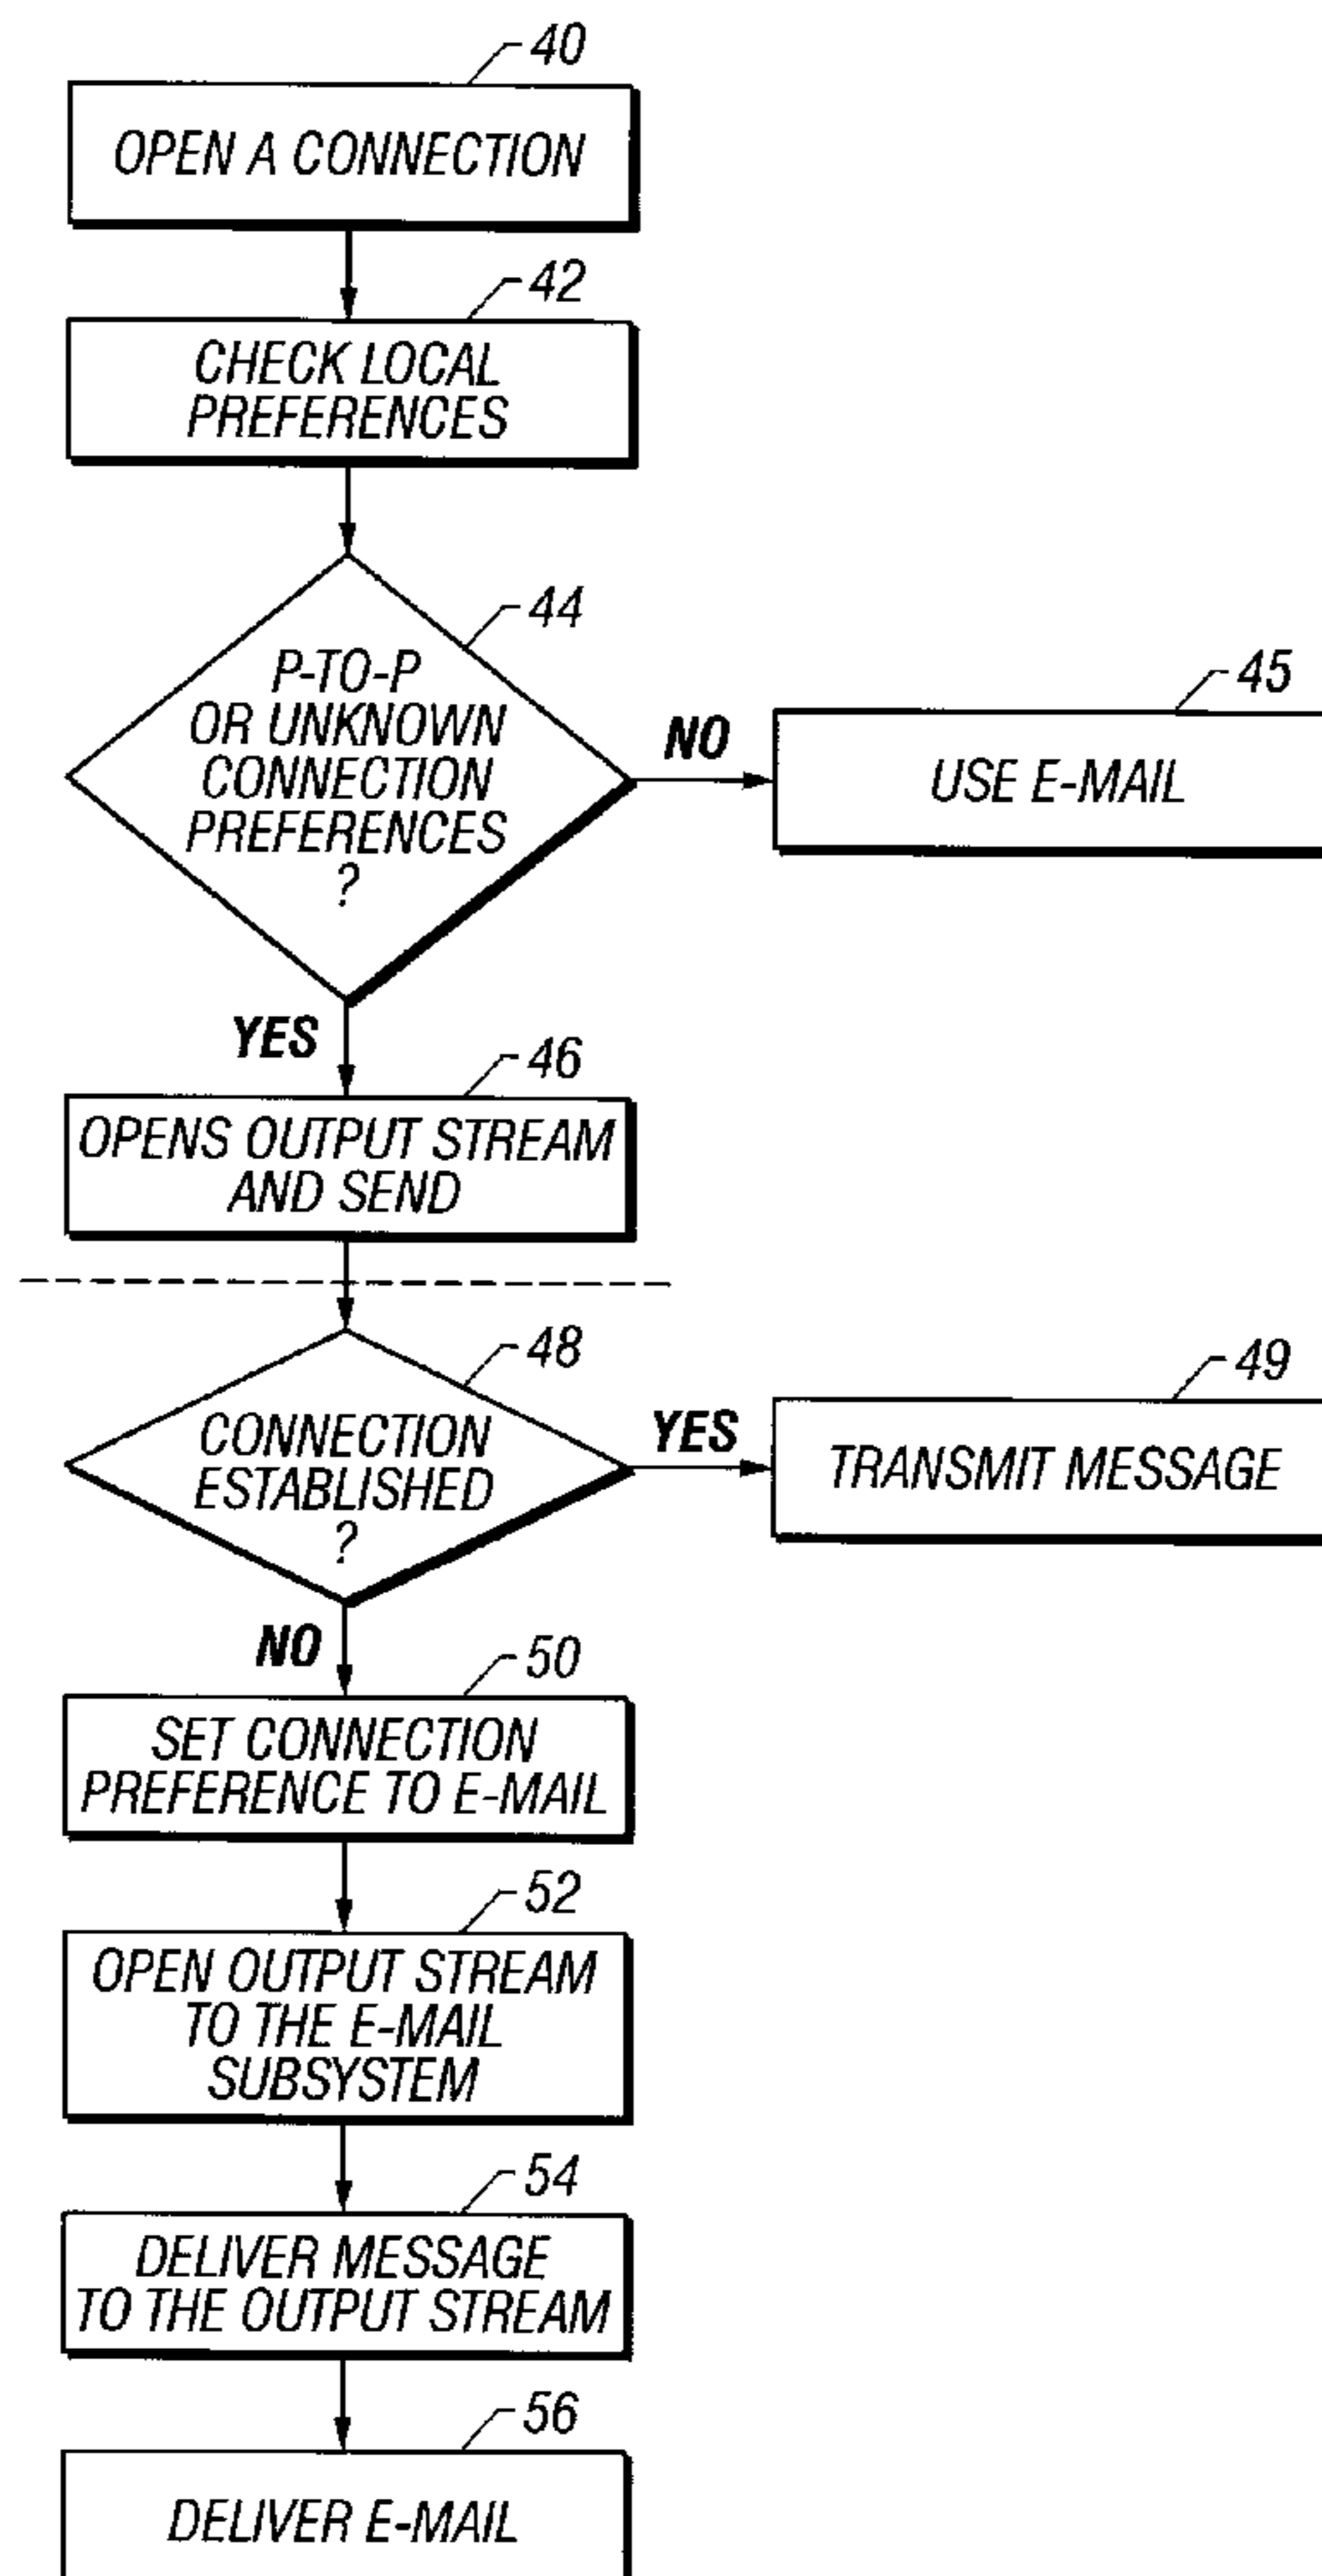 40
OPEN A CONNECTION
42
CHECK LOCAL
PREFERENCES
44
P-TO-P
OR UNKNOWN
CONNECTION
PREFERENCES
?
NO
45
USE E-MAIL
YES
46
OPENS OUTPUT STREAM
AND SEND
48
CONNECTION
ESTABLISHED
?
YES
49
TRANSMIT MESSAGE
NO
50
SET CONNECTION
PREFERENCE TO E-MAIL
52
OPEN OUTPUT STREAM
TO THE E-MAIL
SUBSYSTEM
54
DELIVER MESSAGE
TO THE OUTPUT STREAM
56
DELIVER E-MAIL